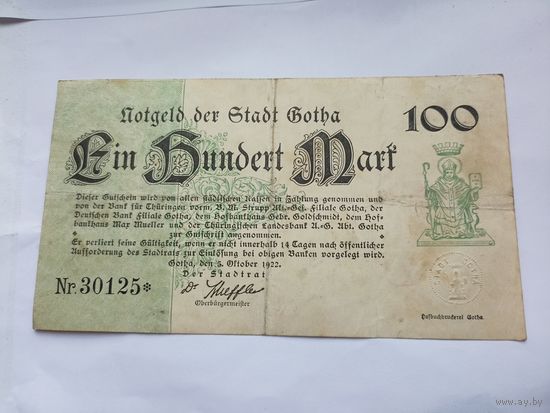 Notgeld der Stadt Gotha
100
Ein Hundert Mark
Dieser Gutschein wird von allen städtischen Kassen in Zahlung genommen und
von der Bank für Thüringen, vorm. B. M. Strupp Akt.-Ges. Filiale Gotha, der
Deutschen Bank Filiale Gotha, dem Hofbankhaus Gebr. Goldschmidt, dem Hof-
bankhaus Max Mueller und der Thüringischen Landesbank A.-G. Abt. Gotha
zur Gutschrift angenommen.
Er verliert seine Gültigkeit, wenn er nicht innerhalb 14 Tagen nach öffentlicher
Aufforderung des Stadtrats zur Einlösung bei obigen Banken vorgelegt wird.
Gotha, den 5. Oktober 1922.
Der Stadtrat
Nr. 30125*
Dr
Oberbürgermeister
Hofbuchdruckerei Gotha.
ay.by